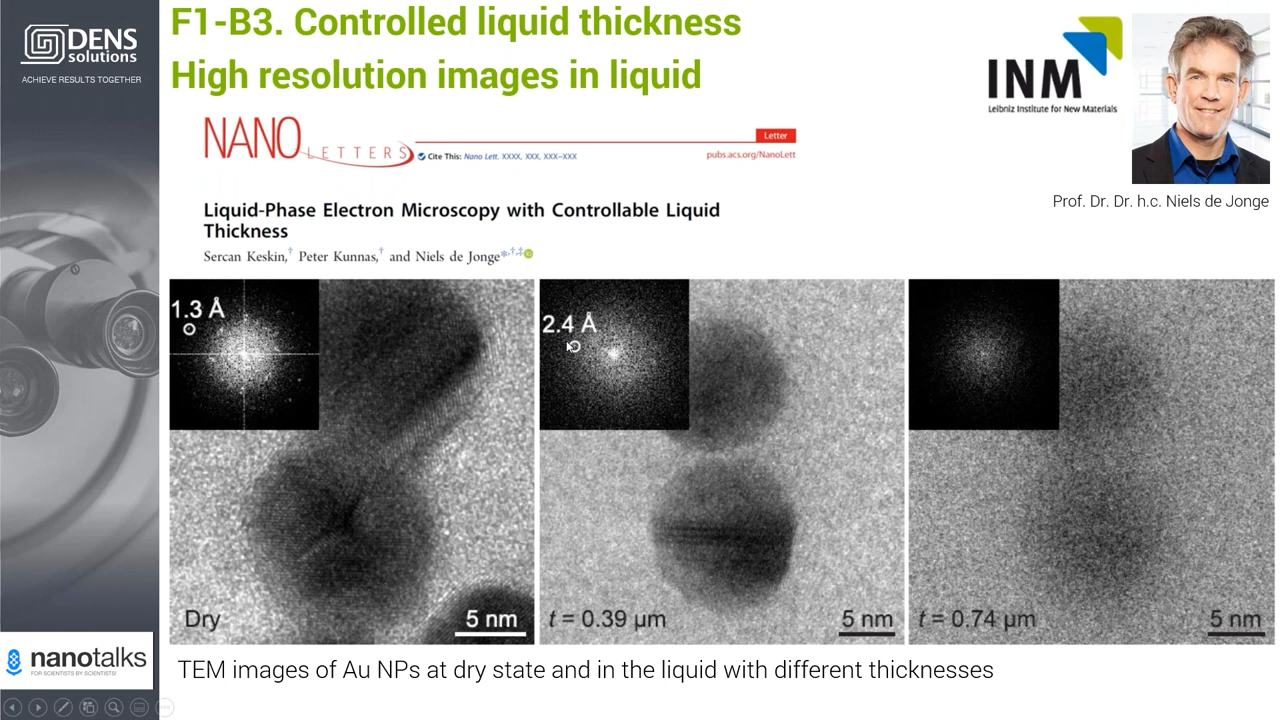 DENS
solutions
ACHIEVE RESULTS TOGETHER
F1-B3. Controlled liquid thickness
High resolution images in liquid
INM
Leibniz Institute for New Materials
Prof. Dr. Dr. h.c. Niels de Jonge
NANO LETTERS
Letter
Cite This: Nano Lett. XXXX, XXX, XXX−XXX
pubs.acs.org/NanoLett
Liquid-Phase Electron Microscopy with Controllable Liquid
Thickness
Sercan Keskin,† Peter Kunnas,† and Niels de Jonge*,†,‡
1.3 Å
2.4 Å
Dry
5 nm
t = 0.39 µm
5 nm
t = 0.74 µm
5 nm
TEM images of Au NPs at dry state and in the liquid with different thicknesses
nanotalks
FOR SCIENTISTS BY SCIENTISTS!